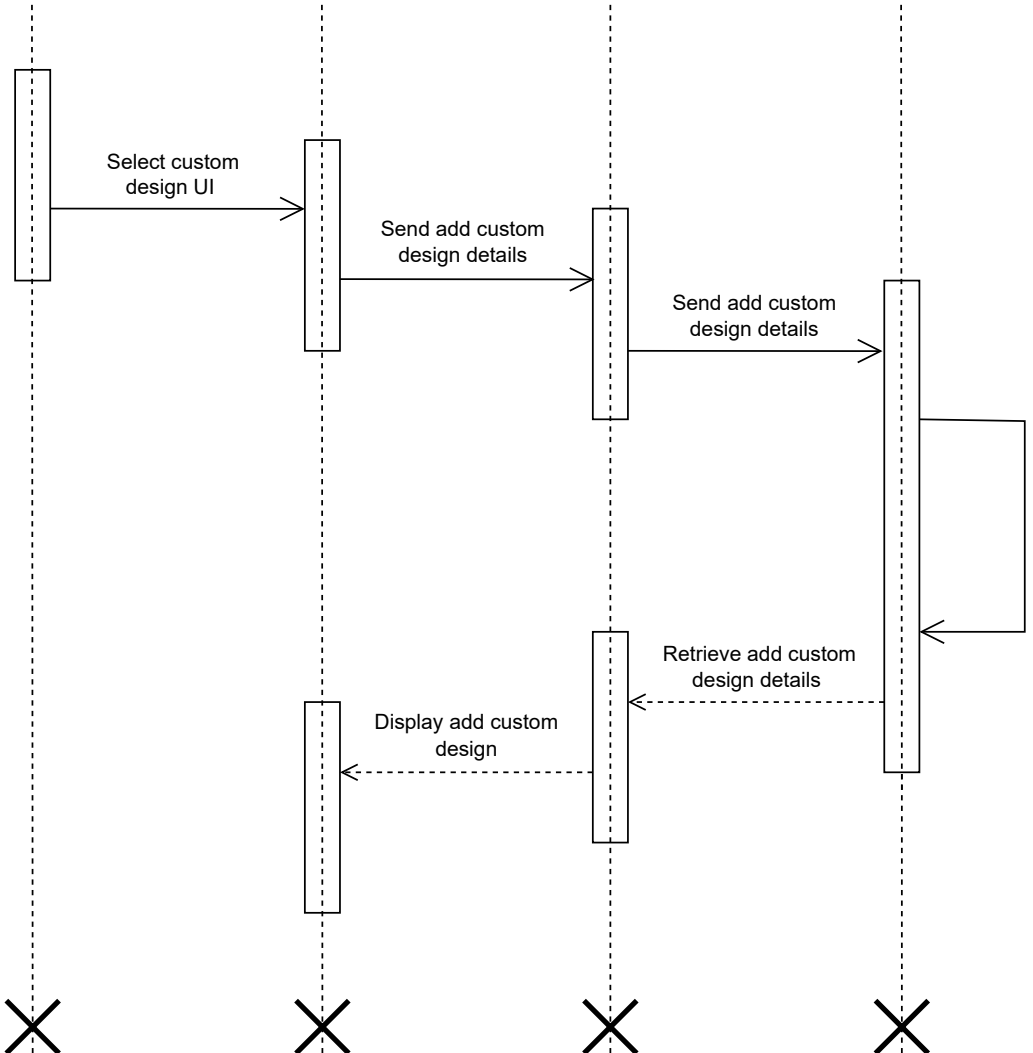 Select custom
design UI
Send add custom
design details
Send add custom
design details
Retrieve add custom
design details
Display add custom
design